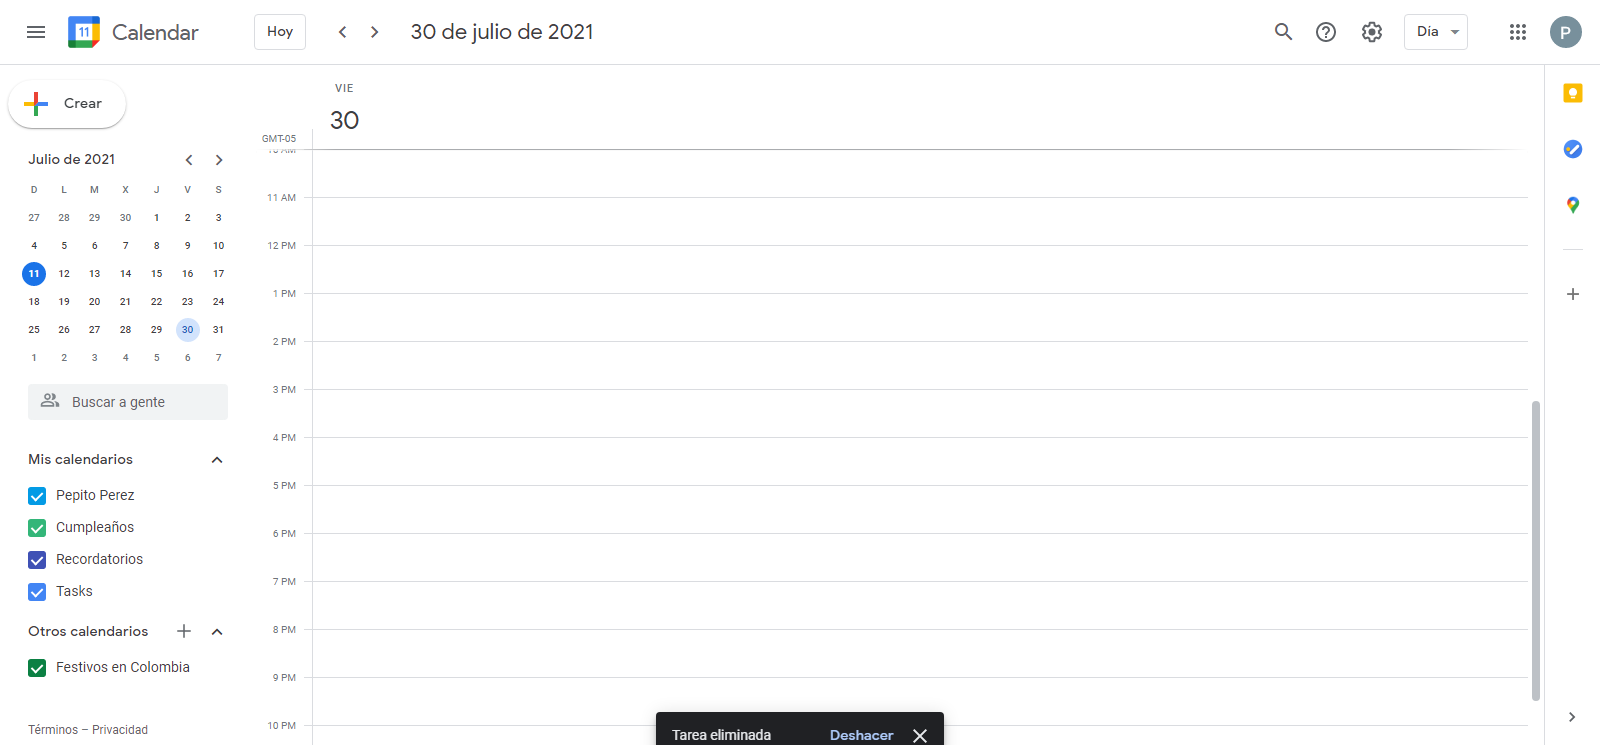 11 Calendar Hoy 30 de julio de 2021 Día P
Crear
Julio de 2021
D L M X J V S
27 28 29 30 1 2 3
4 5 6 7 8 9 10
11 12 13 14 15 16 17
18 19 20 21 22 23 24
25 26 27 28 29 30 31
1 2 3 4 5 6 7
Buscar a gente
Mis calendarios
Pepito Perez
Cumpleaños
Recordatorios
Tasks
Otros calendarios
Festivos en Colombia
Términos – Privacidad
VIE
30
GMT-05
10 AM
11 AM
12 PM
1 PM
2 PM
3 PM
4 PM
5 PM
6 PM
7 PM
8 PM
9 PM
10 PM
Tarea eliminada Deshacer